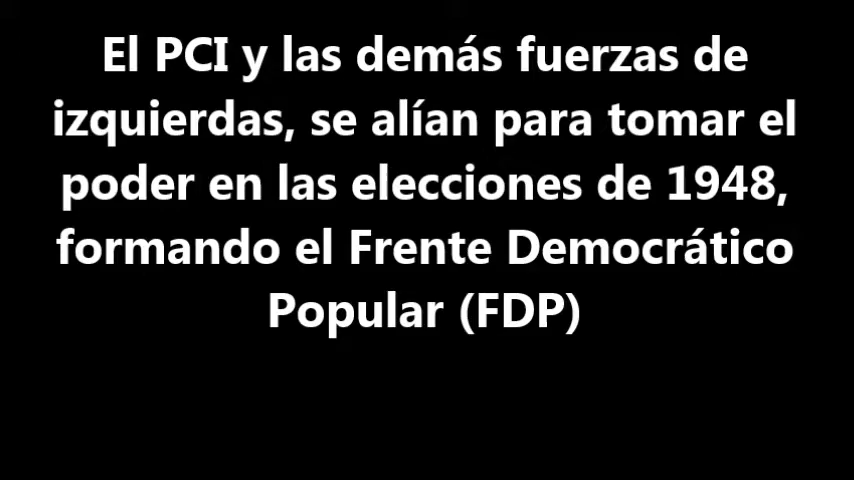 El PCI y las demás fuerzas de
izquierdas, se alían para tomar el
poder en las elecciones de 1948,
formando el Frente Democrático
Popular (FDP)